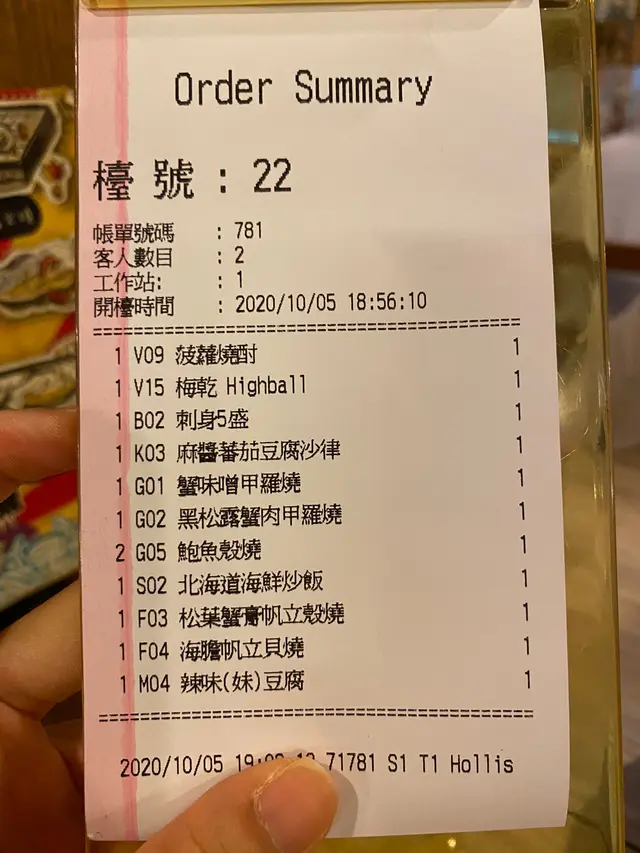 Order Summary
檯號 : 22
帳單號碼 : 781
客人數目 : 2
工作站: : 1
開檯時間 : 2020/10/05 18:56:10
================================================
1 V09 菠蘿燒酎 1
1 V15 梅乾 Highball 1
1 B02 刺身5盛 1
1 K03 麻醬蕃茄豆腐沙律 1
1 G01 蟹味噌甲羅燒 1
1 G02 黑松露蟹肉甲羅燒 1
2 G05 鮑魚殼燒 1
1 S02 北海道海鮮炒飯 1
1 F03 松葉蟹膏帆立殼燒 1
1 F04 海膽帆立貝燒 1
1 M04 辣味(妹)豆腐 1
================================================
2020/10/05 71781 S1 T1 Hollis